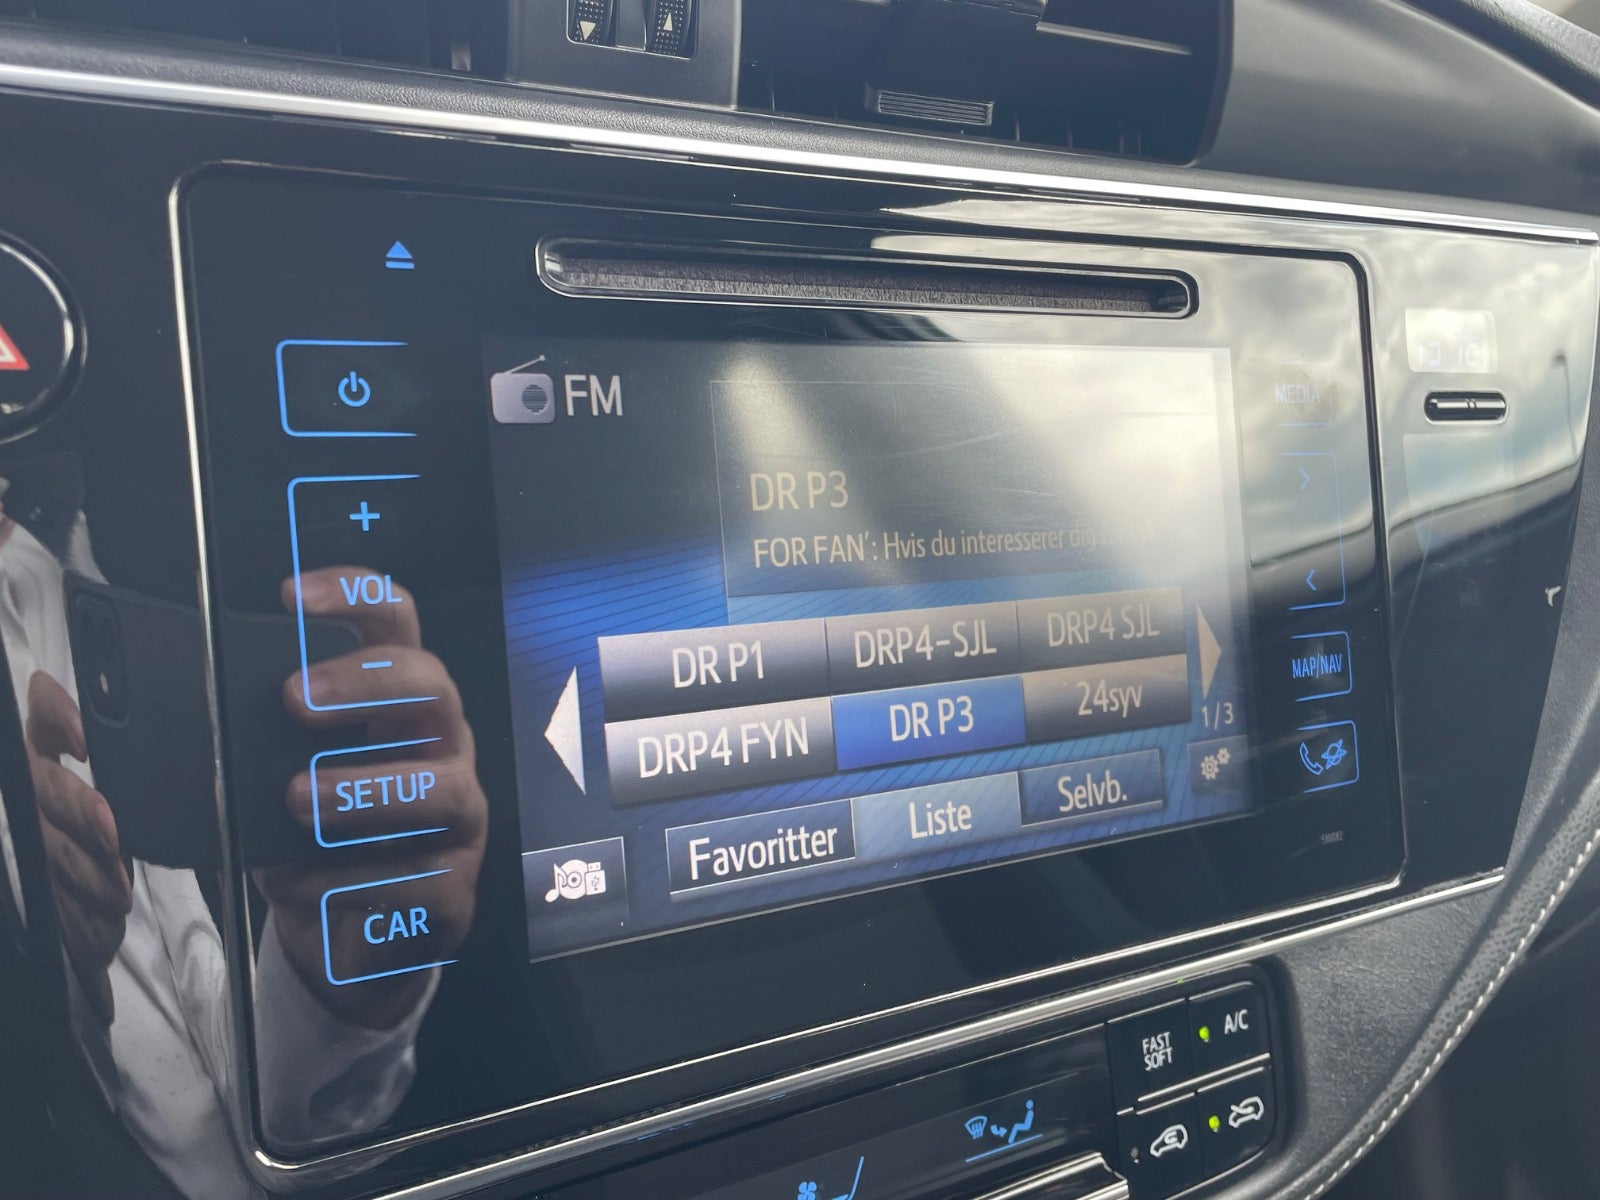 FM
MEDIA
DR P3
FOR FAN': Hvis du interesserer dig
VOL
DR P1
DRP4-SJL
DRP4 SJL
DRP4 FYN
DR P3
24syv
1/3
MAP/NAV
SETUP
Favoritter
Liste
Selvb.
CAR
510092
FAST
SOFT
A/C